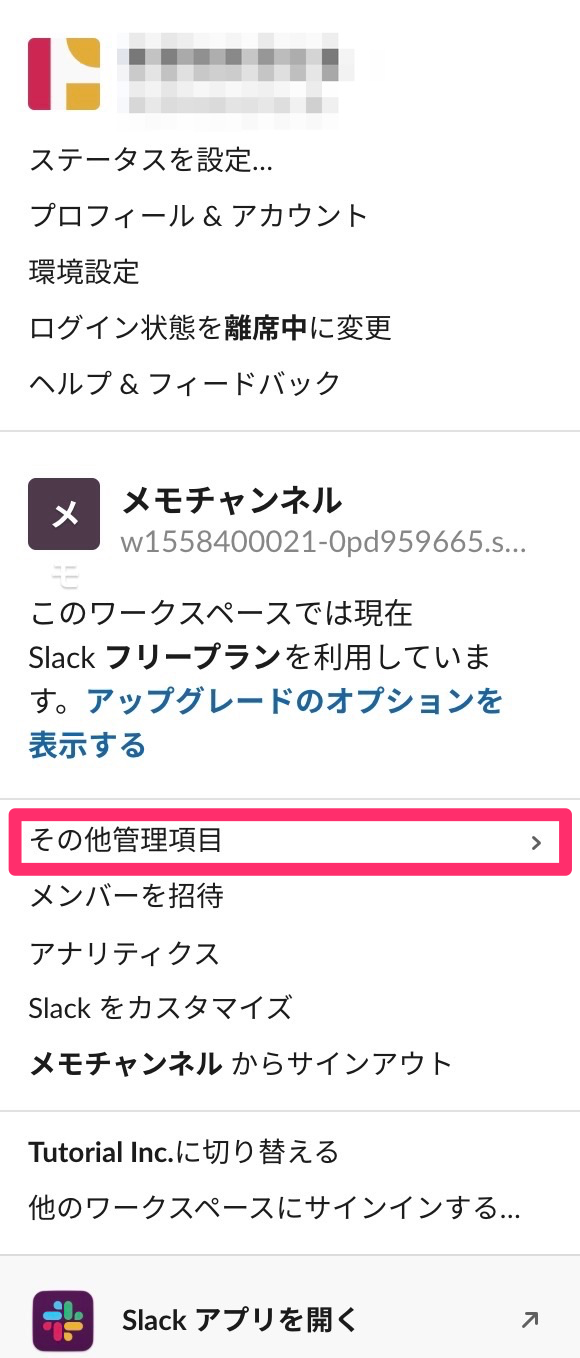 ステータスを設定...
プロフィール & アカウント
環境設定
ログイン状態を離席中に変更
ヘルプ & フィードバック
メ
モ
メモチャンネル
w1558400021-0pd959665.s...
このワークスペースでは現在
Slack フリープランを利用していま
す。アップグレードのオプションを
表示する
その他管理項目
メンバーを招待
アナリティクス
Slack をカスタマイズ
メモチャンネル からサインアウト
Tutorial Inc.に切り替える
他のワークスペースにサインインする...
Slack アプリを開く